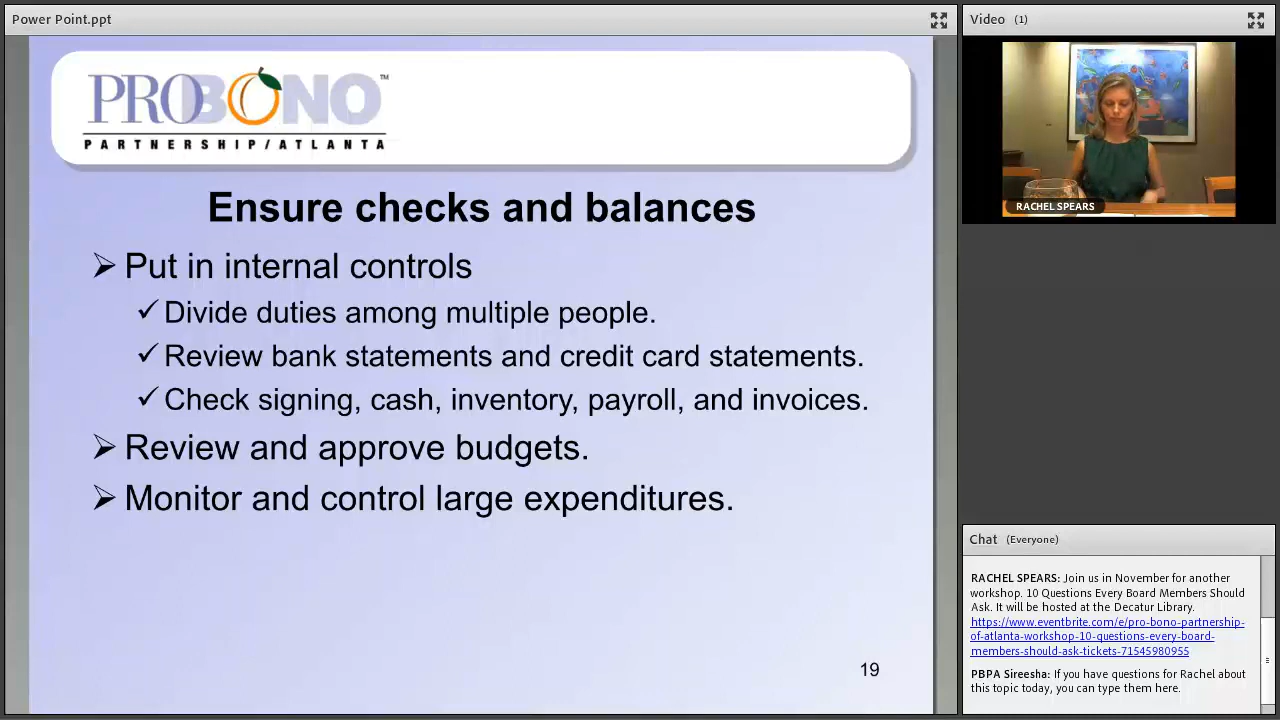 Power Point.ppt
PROBONO™
PARTNERSHIP/ATLANTA
Ensure checks and balances
➢ Put in internal controls
✓ Divide duties among multiple people.
✓ Review bank statements and credit card statements.
✓ Check signing, cash, inventory, payroll, and invoices.
➢ Review and approve budgets.
➢ Monitor and control large expenditures.
19
Video (1)
RACHEL SPEARS
Chat (Everyone)
RACHEL SPEARS: Join us in November for another
workshop. 10 Questions Every Board Members Should
Ask. It will be hosted at the Decatur Library.
https://www.eventbrite.com/e/pro-bono-partnership-
of-atlanta-workshop-10-questions-every-board-
members-should-ask-tickets-71545980955
PBPA Sireesha: If you have questions for Rachel about
this topic today, you can type them here.